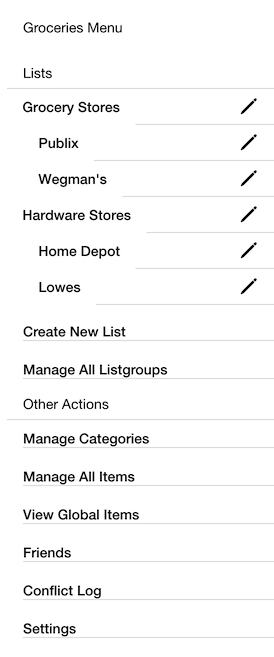 Groceries Menu
Lists
Grocery Stores
Publix
Wegman's
Hardware Stores
Home Depot
Lowes
Create New List
Manage All Listgroups
Other Actions
Manage Categories
Manage All Items
View Global Items
Friends
Conflict Log
Settings